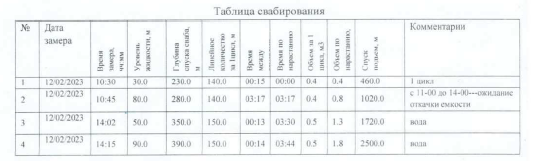 Таблица свабирования
№ Дата замера Время замера, чч:мм Уровень жидкости, м Глубина спуска сваба, м Линейное количество за 1цикл, м Время между Время по нарастанию Объем за 1 цикл, м3 Объем по нарастанию, Спуск подъем, м Комментарии
1 12/02/2023 10:30 30.0 230.0 140.0 00:15 00:00 0.4 0.4 460.0 1 цикл
2 12/02/2023 10:45 80.0 280.0 140.0 03:17 03:17 0.4 0.8 1020.0 с 11-00 до 14-00---ожидание откачки емкости
3 12/02/2023 14:02 50.0 350.0 150.0 00:13 03:30 0.5 1.3 1720.0 вода
4 12/02/2023 14:15 90.0 390.0 150.0 00:14 03:44 0.5 1.8 2500.0 вода